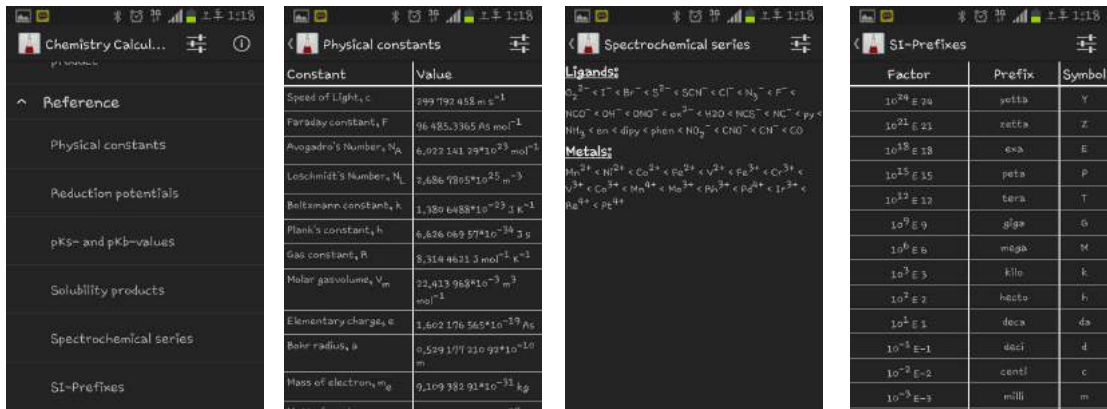 1:18
Chemistry Calcul...
product
Reference
Physical constants
Reduction potentials
pKs- and pKb-values
Solubility products
Spectrochemical series
SI-Prefixes
1:18
Physical constants
Constant Value
Speed of Light, c 299 792 458 m s⁻¹
Faraday constant, F 96 485.3365 As mol⁻¹
Avogadro's Number, N_A 6,022 141 29*10²³ mol⁻¹
Loschmidt's Number, N_L 2,686 7805*10²⁵ m⁻³
Boltzmann constant, k 1,380 6488*10⁻²³ J K⁻¹
Plank's constant, h 6,626 069 57*10⁻³⁴ J s
Gas constant, R 8,314 4621 J mol⁻¹ K⁻¹
Molar gasvolume, V_m 22,413 968*10⁻³ m³
mol⁻¹
Elementary charge, e 1,602 176 565*10⁻¹⁹ As
Bohr radius, a 0,529 177 210 92*10⁻¹⁰
m
Mass of electron, m_e 9,109 382 91*10⁻³¹ kg
1:18
Spectrochemical series
Ligands:
O₂²⁻ < I⁻ < Br⁻ < S²⁻ < SCN⁻ < Cl⁻ < N₃⁻ < F⁻ <
NCO⁻ < OH⁻ < ONO⁻ < ox²⁻ < H2O < NCS⁻ < NC⁻ < py <
NH₃ < en < dipy < phen < NO₂⁻ < CNO⁻ < CN⁻ < CO
Metals:
Mn²⁺ < Ni²⁺ < Co²⁺ < Fe²⁺ < V²⁺ < Fe³⁺ < Cr³⁺ <
V³⁺ < Co³⁺ < Mn⁴⁺ < Mo³⁺ < Rh³⁺ < Pd⁴⁺ < Ir³⁺ <
Re⁴⁺ < Pt⁴⁺
1:18
SI-Prefixes
Factor Prefix Symbol
10²⁴ E 24 yotta Y
10²¹ E 21 zetta Z
10¹⁸ E 18 exa E
10¹⁵ E 15 peta P
10¹² E 12 tera T
10⁹ E 9 giga G
10⁶ E 6 mega M
10³ E 3 kilo k
10² E 2 hecto h
10¹ E 1 deca da
10⁻¹ E-1 deci d
10⁻² E-2 centi c
10⁻³ E-3 milli m